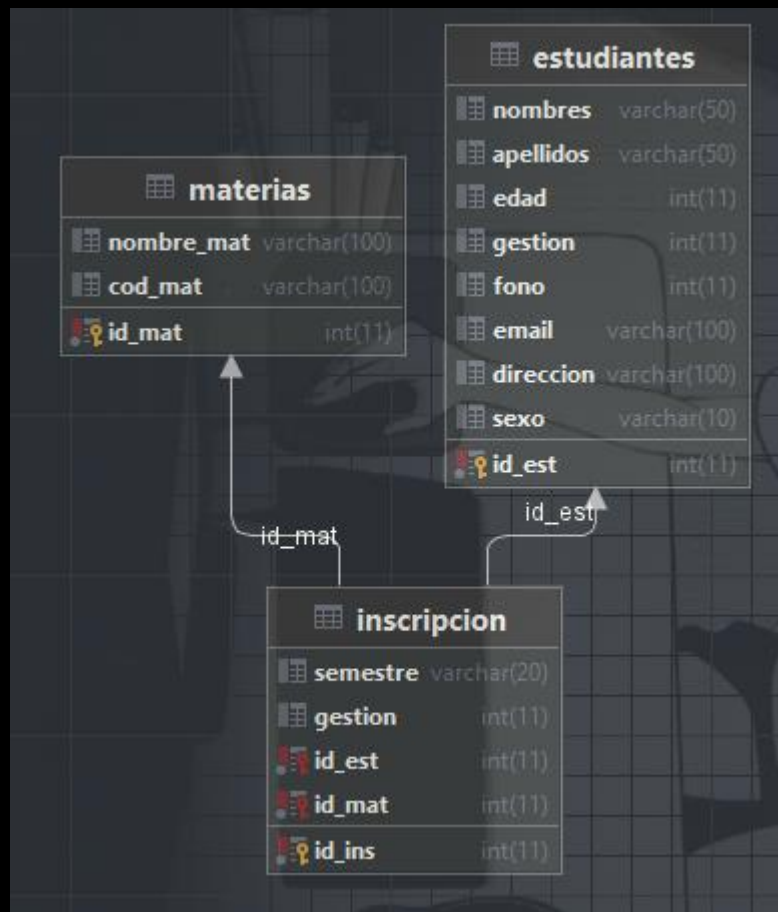 estudiantes
nombres varchar(50)
apellidos varchar(50)
edad int(11)
gestion int(11)
fono int(11)
email varchar(100)
direccion varchar(100)
sexo varchar(10)
id_est int(11)
materias
nombre_mat varchar(100)
cod_mat varchar(100)
id_mat int(11)
id_mat
id_est
inscripcion
semestre varchar(20)
gestion int(11)
id_est int(11)
id_mat int(11)
id_ins int(11)